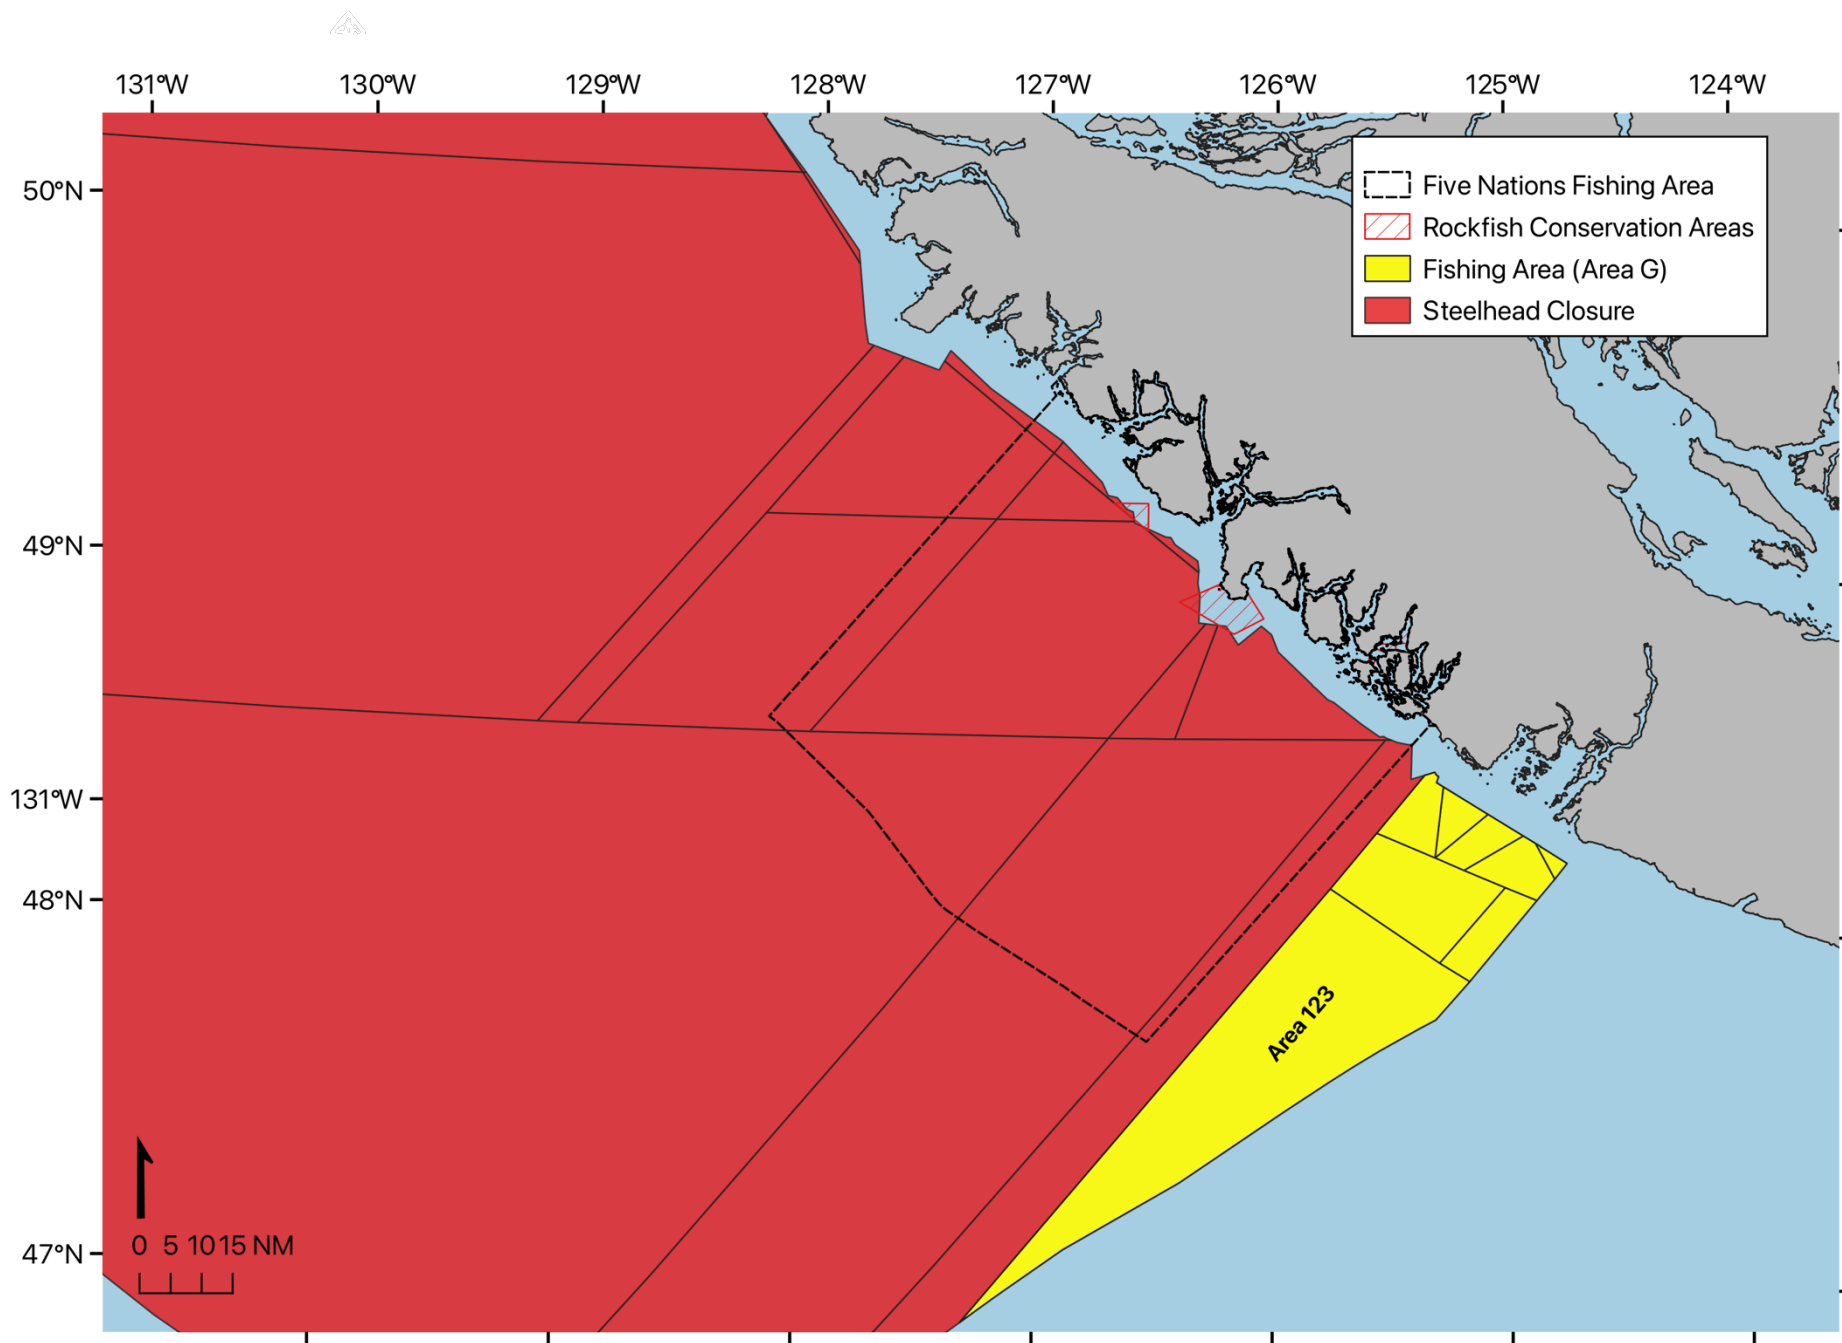 131°W 130°W 129°W 128°W 127°W 126°W 125°W 124°W
50°N
Five Nations Fishing Area
Rockfish Conservation Areas
Fishing Area (Area G)
Steelhead Closure
49°N
131°W
48°N
Area 123
47°N
0 5 10 15 NM